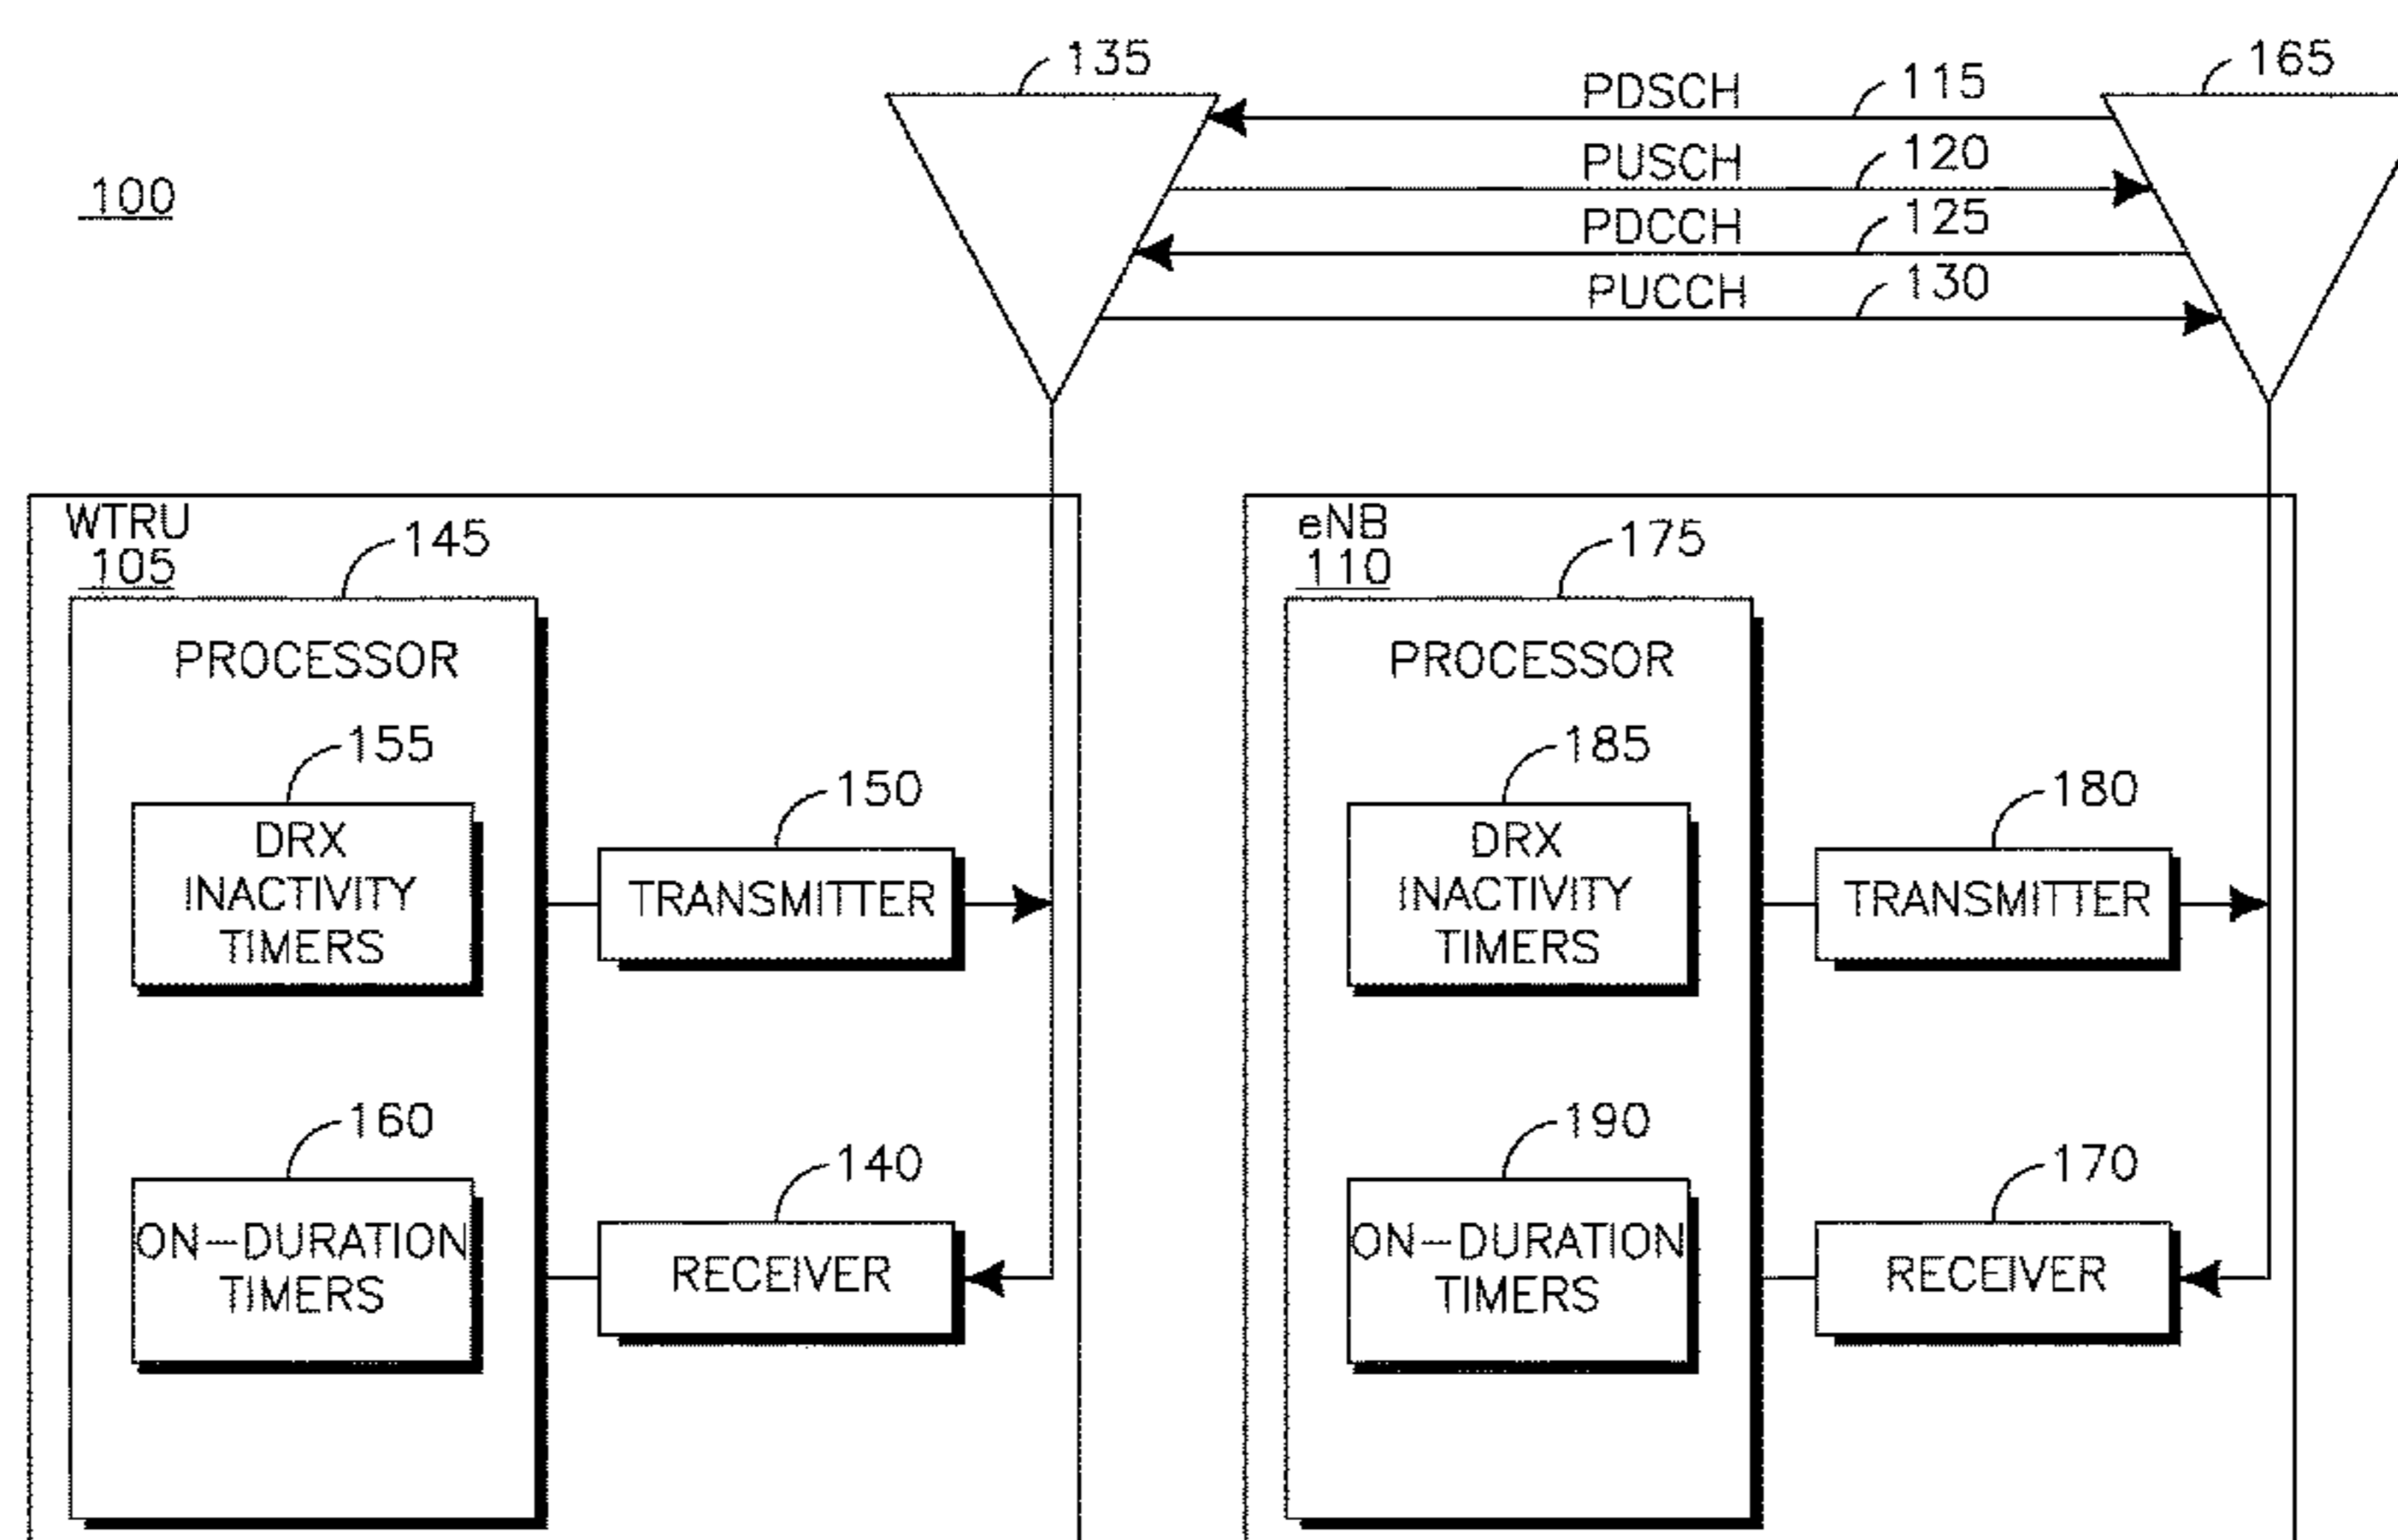 135
PDSCH
115
165
PUSCH
120
100
PDCCH
125
PUCCH
130
WTRU
105
145
PROCESSOR
155
DRX
INACTIVITY
TIMERS
150
TRANSMITTER
160
ON-DURATION
TIMERS
140
RECEIVER
eNB
110
175
PROCESSOR
185
DRX
INACTIVITY
TIMERS
180
TRANSMITTER
190
ON-DURATION
TIMERS
170
RECEIVER